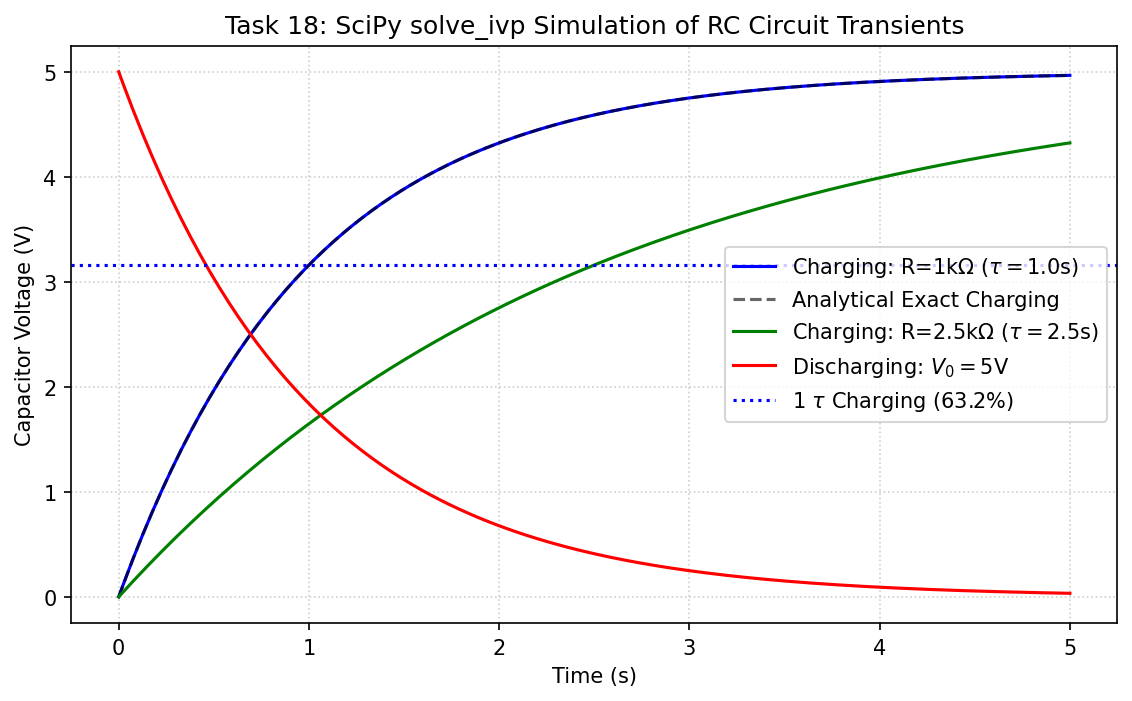 Task 18: SciPy solve_ivp Simulation of RC Circuit Transients
Capacitor Voltage (V)
5
4
3
2
1
0
Charging: R=1kΩ (τ = 1.0s)
Analytical Exact Charging
Charging: R=2.5kΩ (τ = 2.5s)
Discharging: V₀ = 5V
1 τ Charging (63.2%)
0 1 2 3 4 5
Time (s)